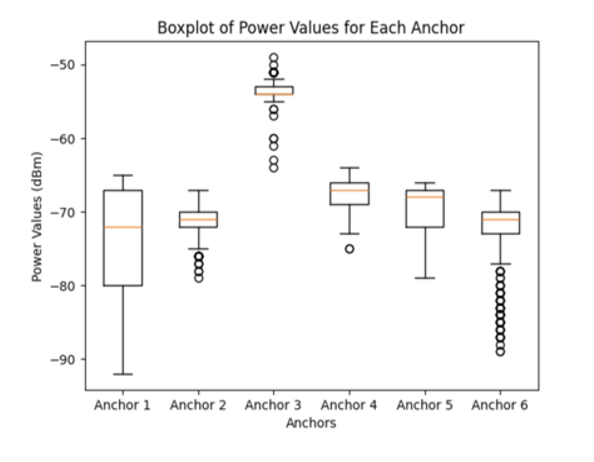 Boxplot of Power Values for Each Anchor
Power Values (dBm)
−50
−60
−70
−80
−90
Anchor 1 Anchor 2 Anchor 3 Anchor 4 Anchor 5 Anchor 6
Anchors